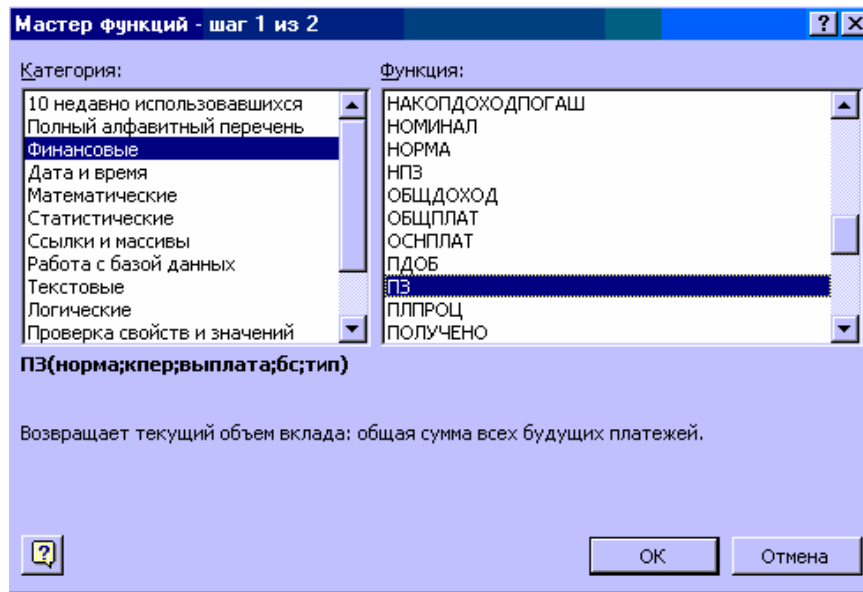 Мастер функций - шаг 1 из 2
Категория:
Функция:
10 недавно использовавшихся
Полный алфавитный перечень
Финансовые
Дата и время
Математические
Статистические
Ссылки и массивы
Работа с базой данных
Текстовые
Логические
Проверка свойств и значений
НАКОПДОХОДПОГАШ
НОМИНАЛ
НОРМА
НПЗ
ОБЩДОХОД
ОБЩПЛАТ
ОСНПЛАТ
ПДОБ
ПЗ
ПЛПРОЦ
ПОЛУЧЕНО
ПЗ(норма;кпер;выплата;бс;тип)
Возвращает текущий объем вклада: общая сумма всех будущих платежей.
ОК
Отмена